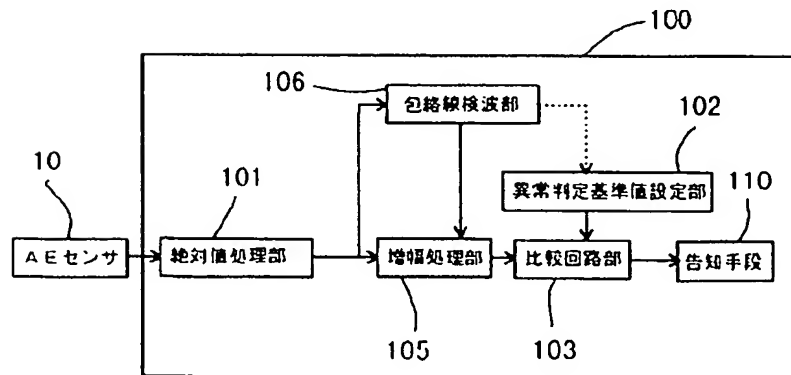 100
106
包絡線検波部
102
10
101
異常判定基準値設定部
110
AEセンサ
絶対値処理部
増幅処理部
比較回路部
告知手段
105
103